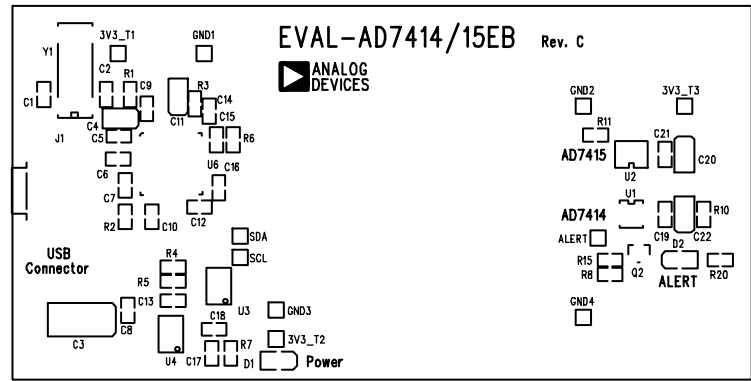 EVAL-AD7414/15EB Rev. C
ANALOG
DEVICES
3V3_T1
GND1
Y1
C2
R1
C9
R3
C14
C15
C1
C4
C11
J1
C5
R6
U6
C6
C16
C7
C12
R2
C10
GND2
3V3_T3
R11
C21
AD7415
U2
C20
U1
AD7414
R10
ALERT
C19
C22
D2
R15
R8
Q2
R20
ALERT
GND4
SDA
SCL
USB
Connector
R4
R5
C13
U3
C3
C8
GND3
C18
3V3_T2
U4
C17
R7
D1
Power